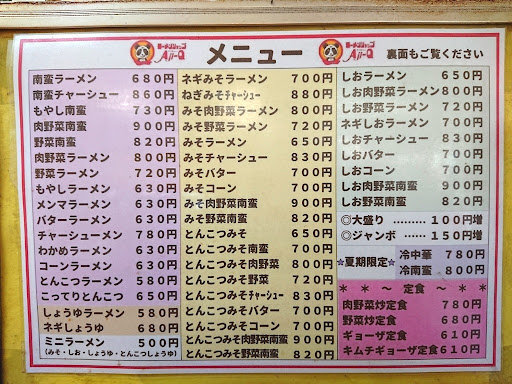 ラーメンショップ
Aji-Q
メニュー
ラーメンショップ
Aji-Q
裏面もご覧ください
南蛮ラーメン 680円
南蛮チャーシュー 860円
もやし南蛮 730円
肉野菜南蛮 900円
野菜南蛮 820円
肉野菜ラーメン 800円
野菜ラーメン 720円
もやしラーメン 630円
メンマラーメン 630円
バターラーメン 630円
チャーシューメン 780円
わかめラーメン 630円
コーンラーメン 630円
とんこつラーメン 580円
こってりとんこつ 650円
しょうゆラーメン 580円
ネギしょうゆ 680円
ミニラーメン 500円
(みそ・しお・しょうゆ・とんこつしょうゆ)
ネギみそラーメン 700円
ねぎみそチャーシュー 880円
みそ肉野菜ラーメン 800円
みそ野菜ラーメン 720円
みそラーメン 650円
みそチャーシュー 830円
みそバター 700円
みそコーン 700円
みそ肉野菜南蛮 900円
みそ野菜南蛮 820円
とんこつみそ 650円
とんこつみそ南蛮 700円
とんこつみそ肉野菜 800円
とんこつみそ野菜 720円
とんこつみそチャーシュー 830円
とんこつみそバター 700円
とんこつみそコーン 700円
とんこつみそ肉野菜南蛮 900円
とんこつみそ野菜南蛮 820円
しおラーメン 650円
しお肉野菜ラーメン 800円
しお野菜ラーメン 720円
ネギしおラーメン 700円
しおチャーシュー 830円
しおバター 700円
しおコーン 700円
しお肉野菜南蛮 900円
しお野菜南蛮 820円
◎大盛り ……… 100円増
◎ジャンボ …… 150円増
☆夏期限定☆
冷中華 780円
冷南蛮 800円
* * ~ 定食 ~ * *
肉野菜炒定食 780円
野菜炒定食 680円
ギョーザ定食 610円
キムチギョーザ定食 610円